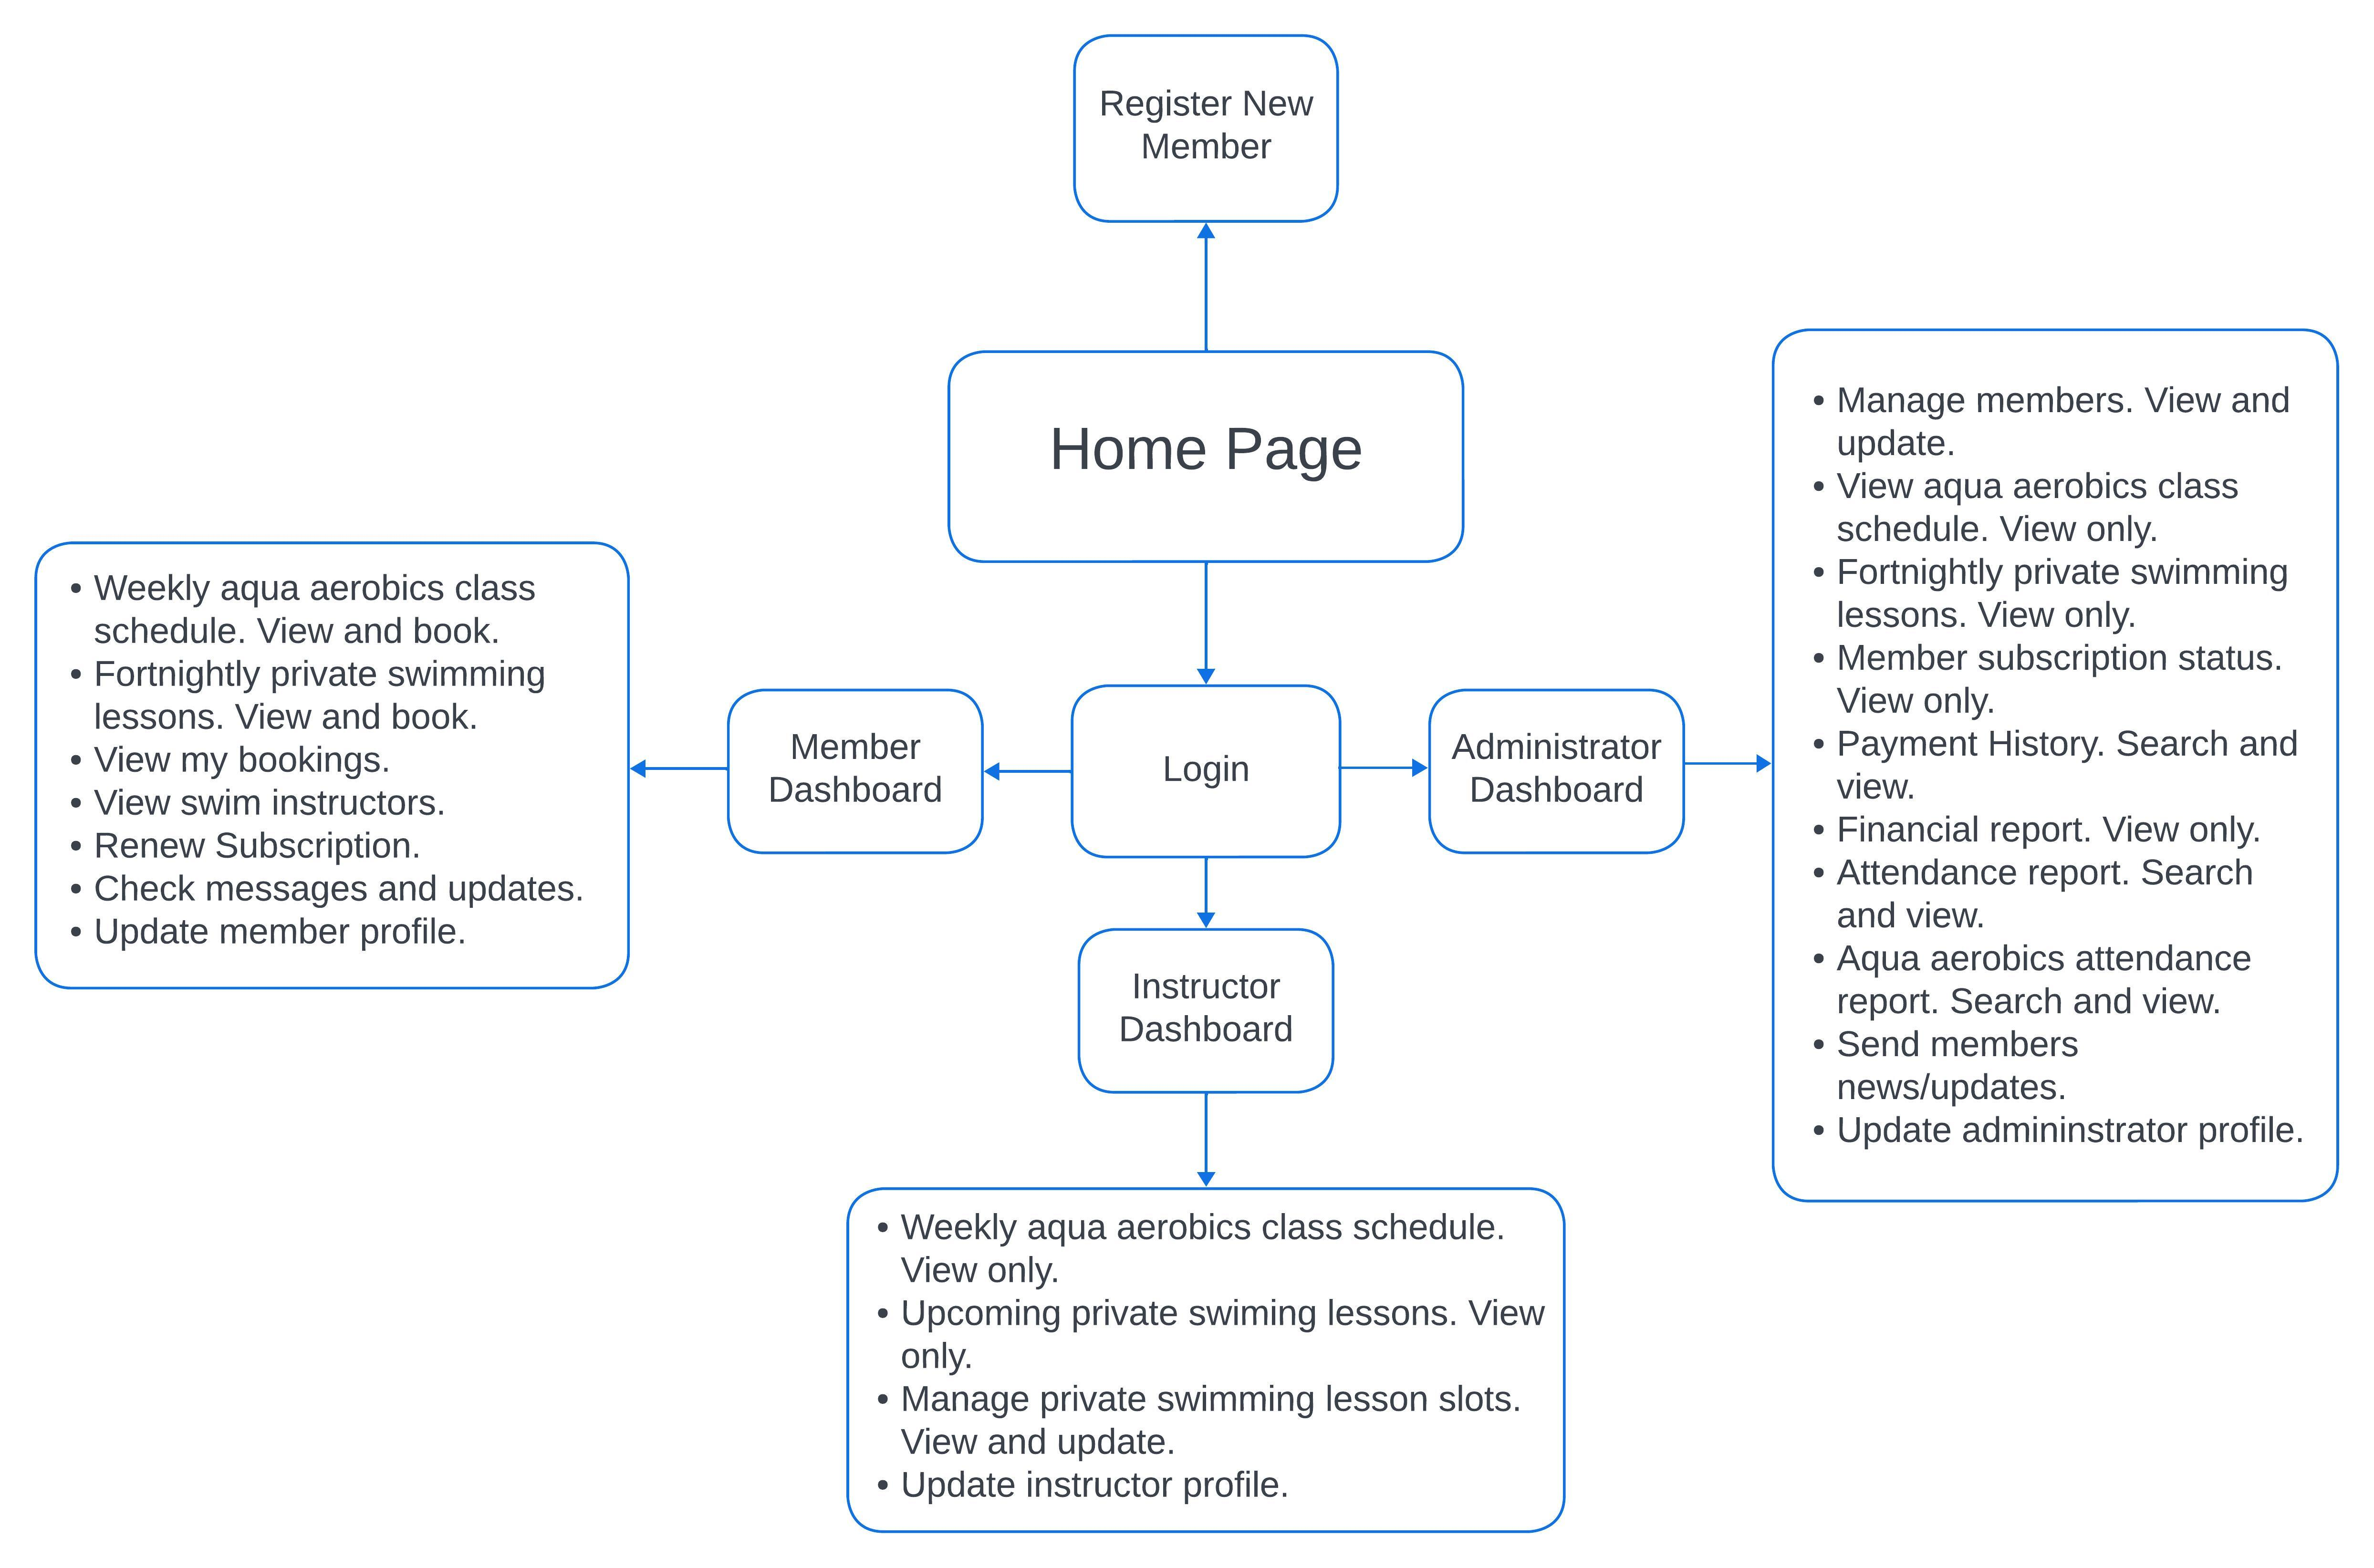 Register New
Member
Home Page
• Weekly aqua aerobics class
schedule. View and book.
• Fortnightly private swimming
lessons. View and book.
• View my bookings.
• View swim instructors.
• Renew Subscription.
• Check messages and updates.
• Update member profile.
Member
Dashboard
Login
Administrator
Dashboard
• Manage members. View and
update.
• View aqua aerobics class
schedule. View only.
• Fortnightly private swimming
lessons. View only.
• Member subscription status.
View only.
• Payment History. Search and
view.
• Financial report. View only.
• Attendance report. Search
and view.
• Aqua aerobics attendance
report. Search and view.
• Send members
news/updates.
• Update admininstrator profile.
Instructor
Dashboard
• Weekly aqua aerobics class schedule.
View only.
• Upcoming private swiming lessons. View
only.
• Manage private swimming lesson slots.
View and update.
• Update instructor profile.